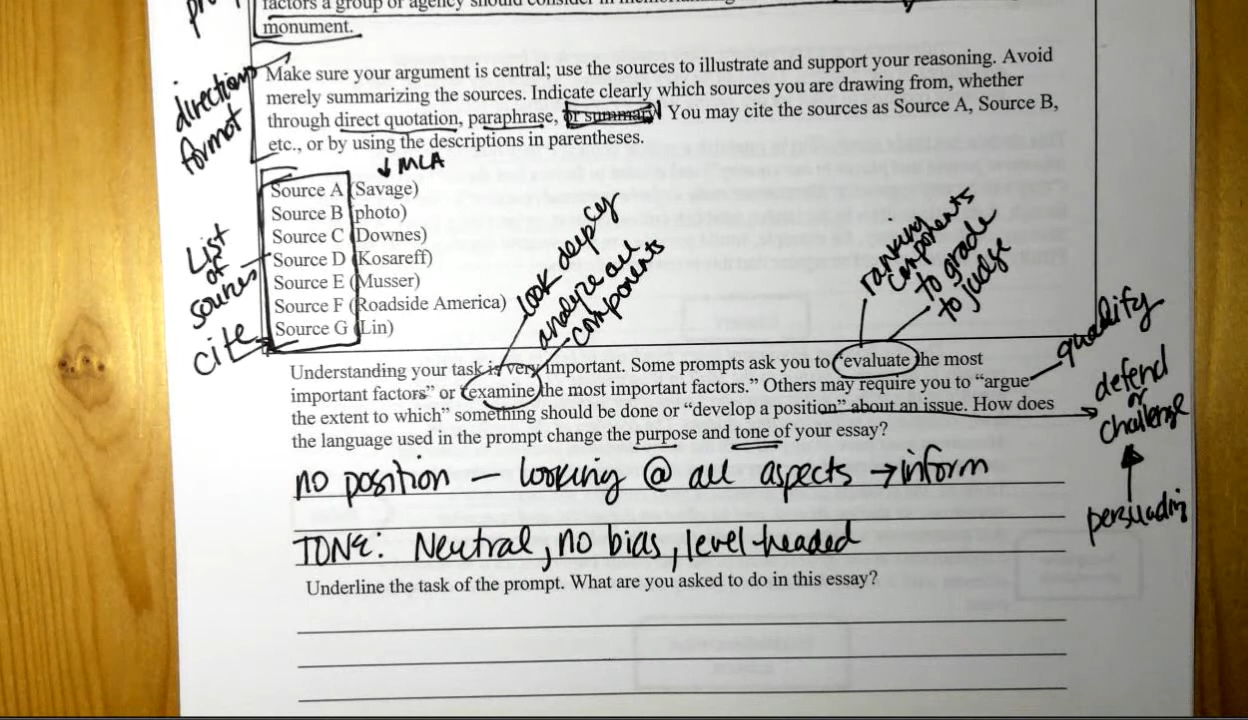 factors a group or agency should consider in memorializing
monument.
directions
format
Make sure your argument is central; use the sources to illustrate and support your reasoning. Avoid
merely summarizing the sources. Indicate clearly which sources you are drawing from, whether
through direct quotation, paraphrase, or summary. You may cite the sources as Source A, Source B,
etc., or by using the descriptions in parentheses.
↓ MLA
Source A (Savage)
Source B (photo)
Source C (Downes)
Source D (Kosareff)
Source E (Musser)
Source F (Roadside America)
Source G (Lin)
List
of
sources
cite
look deeply
analyze all
components
ranking
components
to grade
to judge
Understanding your task is very important. Some prompts ask you to “evaluate the most
important factors” or “examine the most important factors.” Others may require you to “argue
the extent to which” something should be done or “develop a position” about an issue. How does
the language used in the prompt change the purpose and tone of your essay?
qualify
defend
or
challenge
persuading
no position – looking @ all aspects → inform
TONE: Neutral, no bias, level-headed
Underline the task of the prompt. What are you asked to do in this essay?